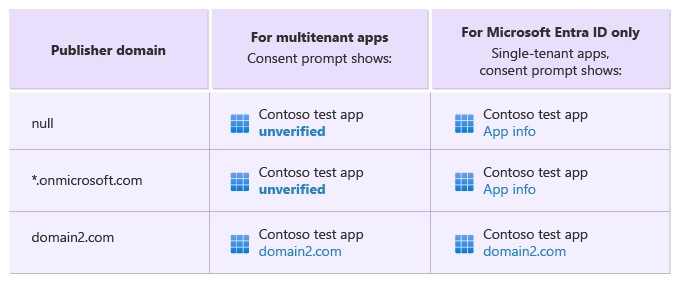 Publisher domain
For multitenant apps
Consent prompt shows:
For Microsoft Entra ID only
Single-tenant apps,
consent prompt shows:
null
Contoso test app
unverified
Contoso test app
App info
*.onmicrosoft.com
Contoso test app
unverified
Contoso test app
App info
domain2.com
Contoso test app
domain2.com
Contoso test app
domain2.com